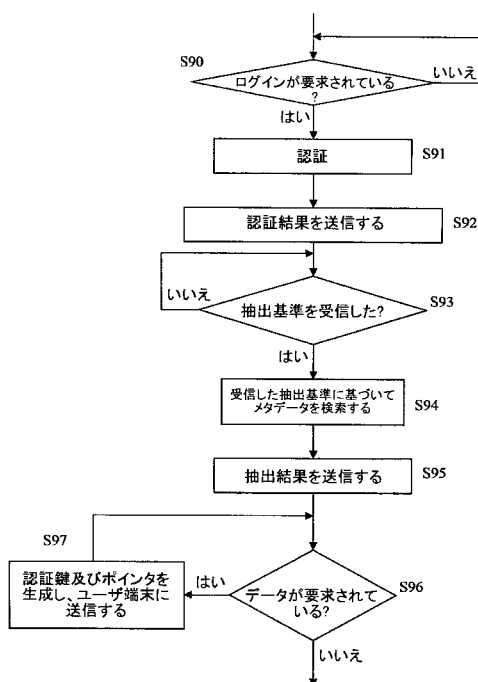 S90
ログインが要求されている
?
いいえ
はい
認証
S91
認証結果を送信する
S92
いいえ
抽出基準を受信した?
S93
はい
受信した抽出基準に基づいて
メタデータを検索する
S94
抽出結果を送信する
S95
S97
認証鍵及びポインタを
生成し、ユーザ端末に
送信する
はい
データが要求されて
いる?
S96
いいえ